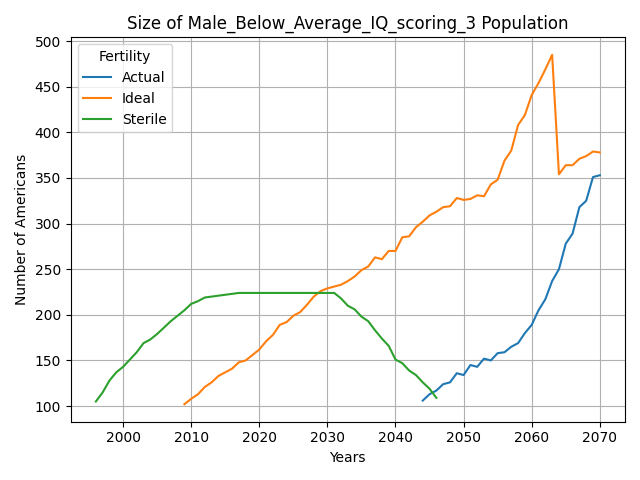 Size of Male_Below_Average_IQ_scoring_3 Population
Fertility
Actual
Ideal
Sterile
Number of Americans
500
450
400
350
300
250
200
150
100
2000 2010 2020 2030 2040 2050 2060 2070
Years